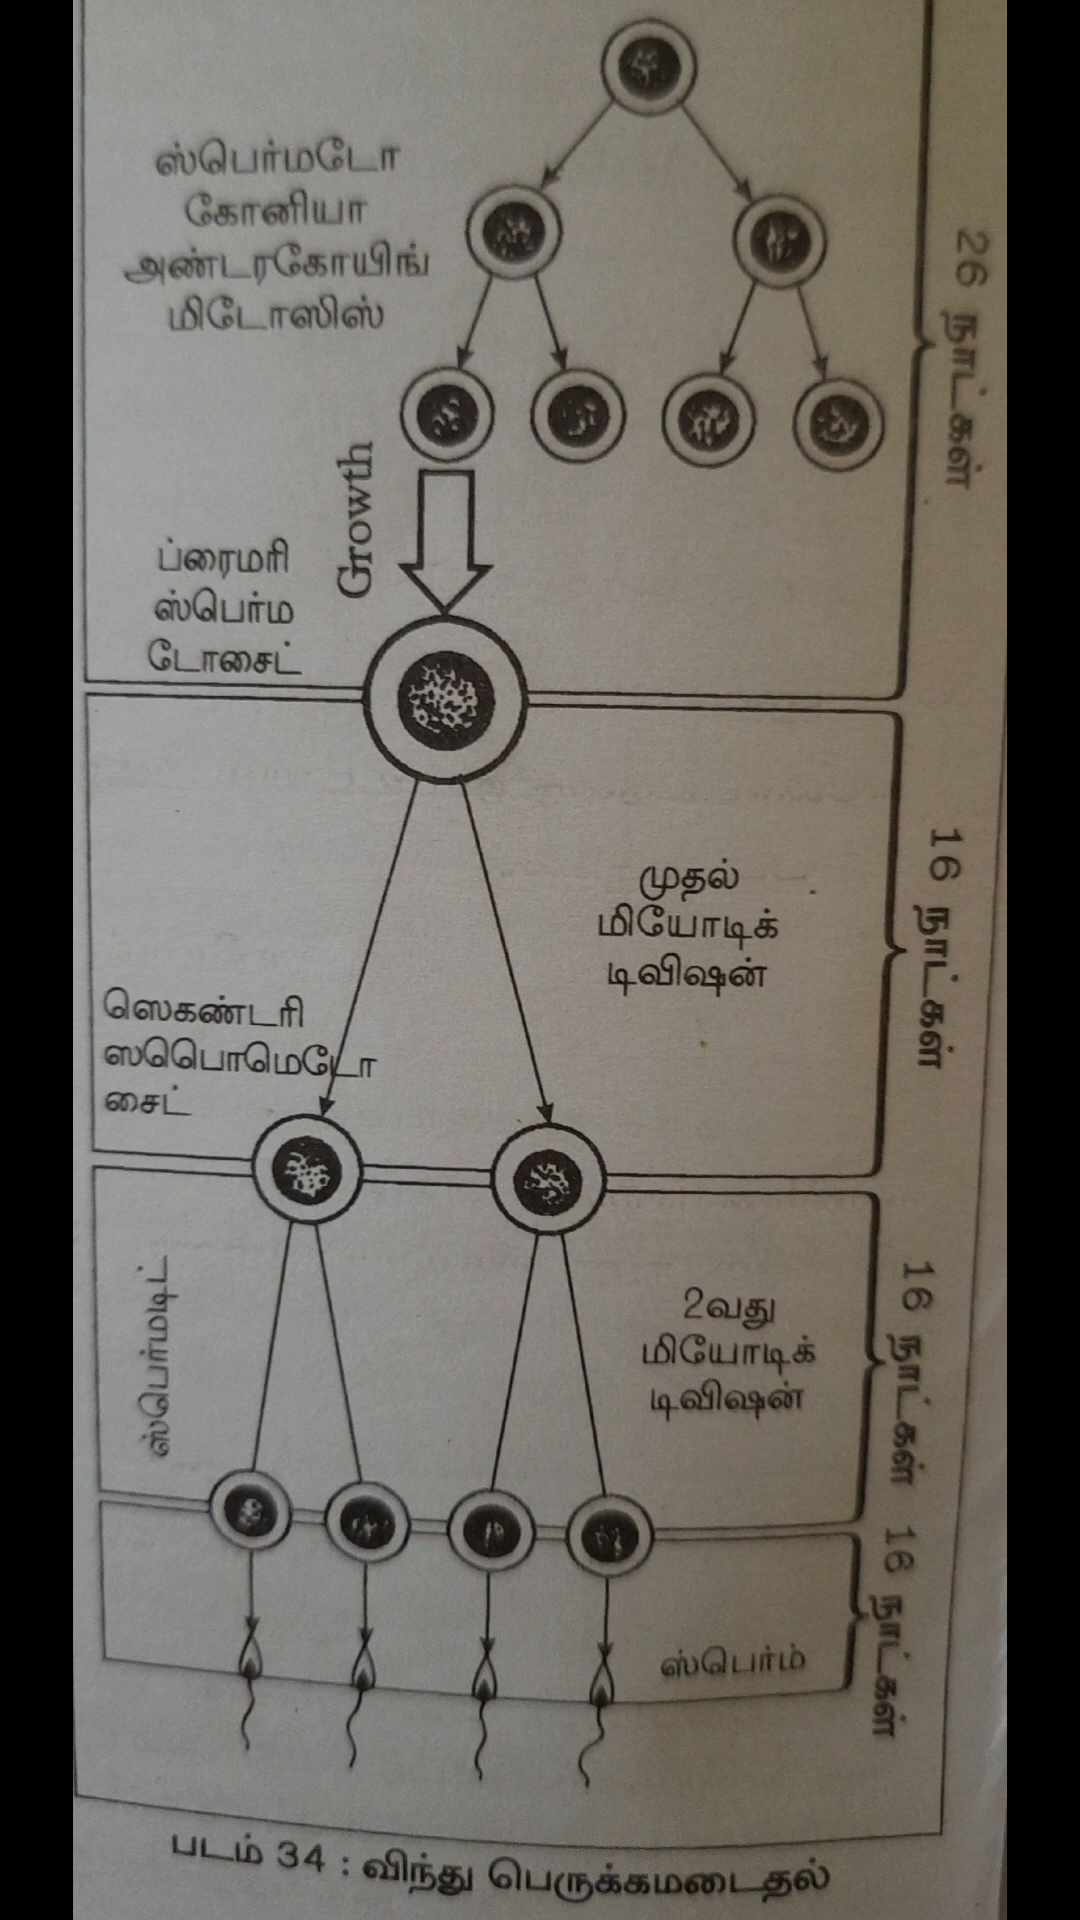 ஸ்பெர்மடோ
கோனியா
அண்டரகோயிங்
மிடோஸிஸ்
26 நாட்கள்
Growth
ப்ரைமரி
ஸ்பெர்ம
டோசைட்
முதல்
மியோடிக்
டிவிஷன்
16 நாட்கள்
ஸெகண்டரி
சைட்
ஸ்பெர்மடிட்
2வது
மியோடிக்
டிவிஷன்
16 நாட்கள்
ஸ்பெர்ம்
16 நாட்கள்
படம் 34 : விந்து பெருக்கமடைதல்